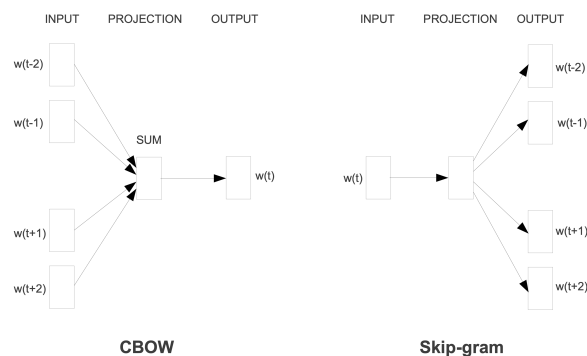 INPUT PROJECTION OUTPUT
w(t-2)
w(t-1)
SUM
w(t)
w(t+1)
w(t+2)
CBOW
INPUT PROJECTION OUTPUT
w(t-2)
w(t-1)
w(t)
w(t+1)
w(t+2)
Skip-gram